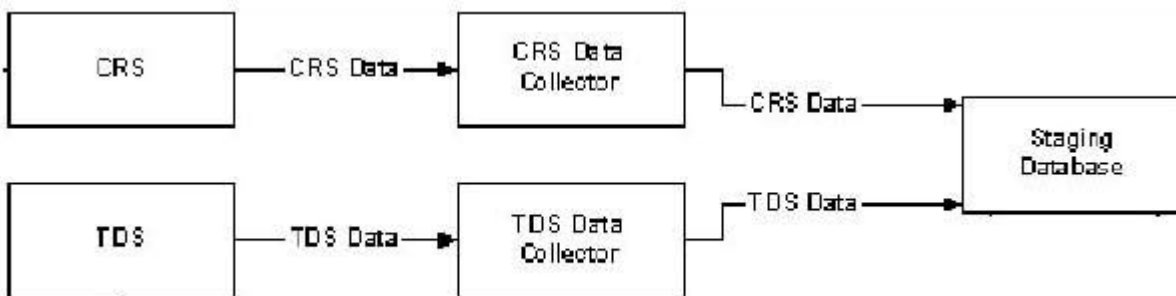 CRS
CRS Data
CRS Data
Collector
CRS Data
Staging
Database
TDS
TDS Data
TDS Data
Collector
TDS Data